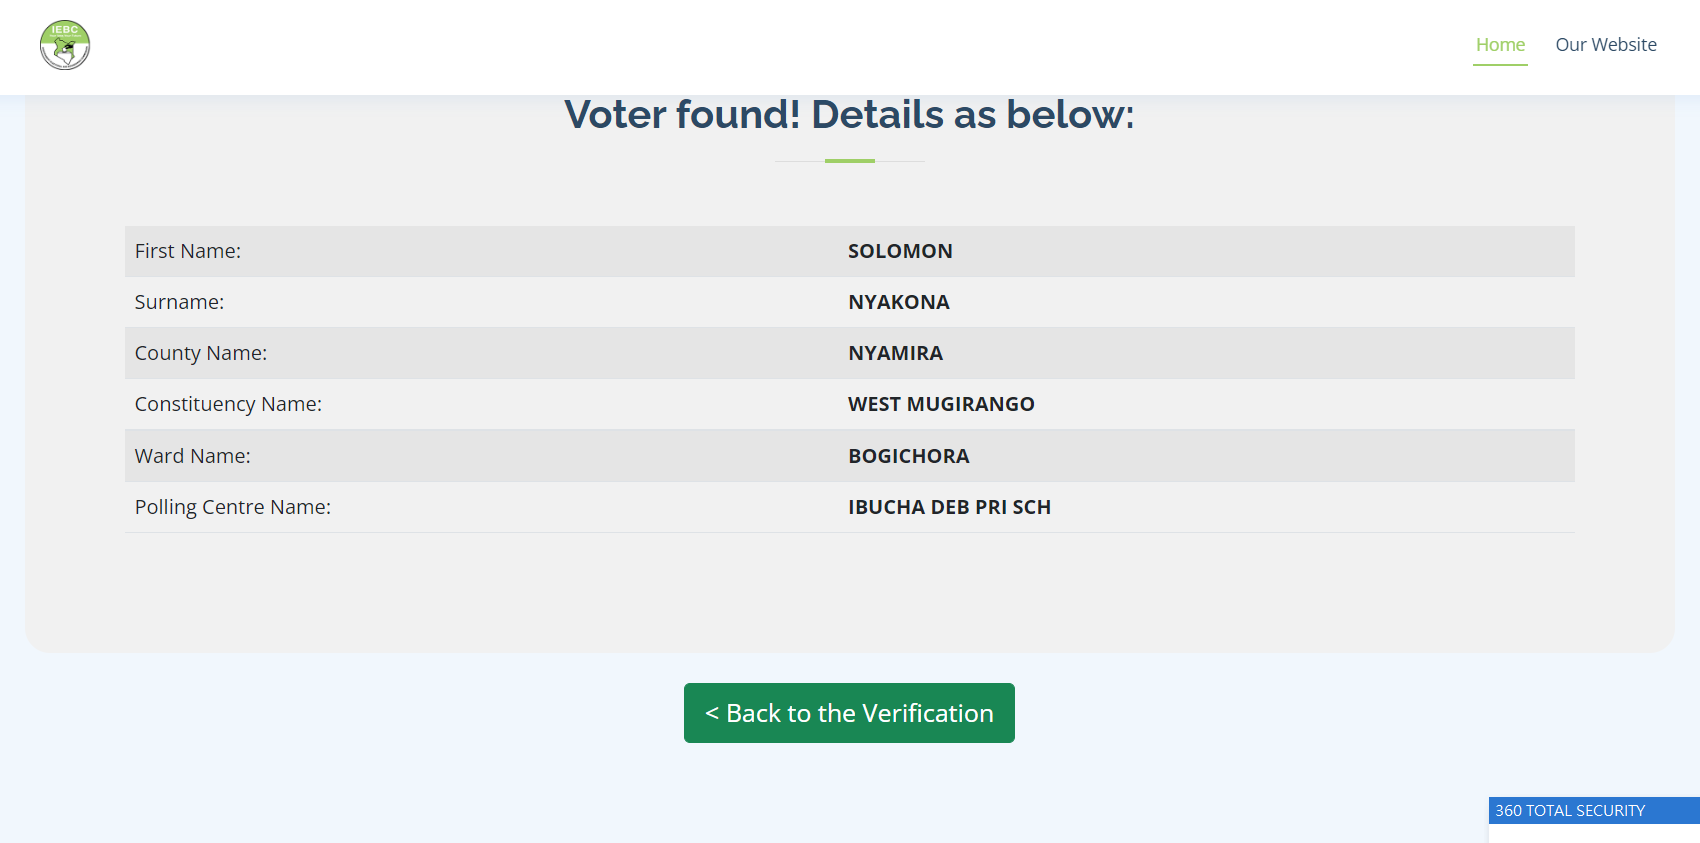 IEBC
Home
Our Website
Voter found! Details as below:
First Name: SOLOMON
Surname: NYAKONA
County Name: NYAMIRA
Constituency Name: WEST MUGIRANGO
Ward Name: BOGICHORA
Polling Centre Name: IBUCHA DEB PRI SCH
< Back to the Verification
360 TOTAL SECURITY